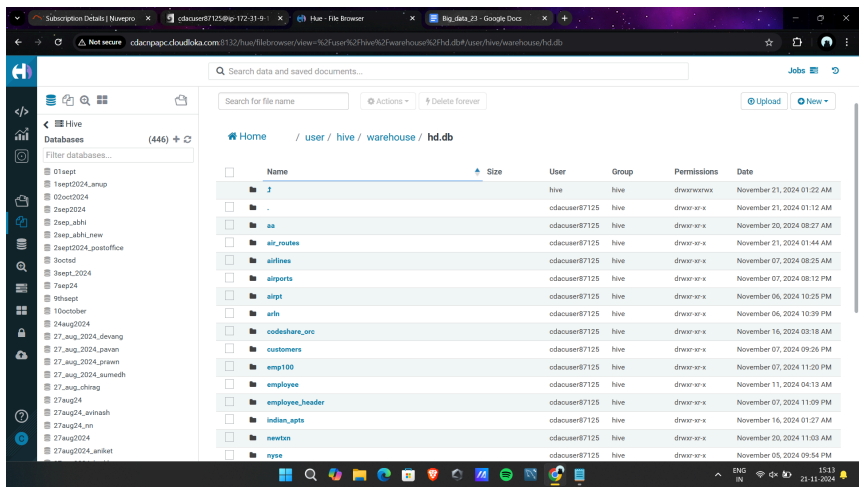 Subscription Details | Nuvepro
cdacuser87125@ip-172-31-9-
Hue - File Browser
Big_data_23 - Google Docs
Not secure cdacnpapc.cloudloka.com:8132/hue/filebrowser/view=%2Fuser%2Fhive%2Fwarehouse%2Fhd.db#/user/hive/warehouse/hd.db
Search data and saved documents...
Jobs
Hive
Databases (446)
Filter databases...
01sept
1sept2024_anup
02oct2024
2sep2024
2sep_abhi
2sep_abhi_new
2sept2024_postoffice
3octsd
3sept_2024
7sep24
9thsept
10october
24aug2024
27_aug_2024_devang
27_aug_2024_pavan
27_aug_2024_prawn
27_aug_2024_sumedh
27_aug_chirag
27aug24
27aug24_avinash
27aug24_nn
27aug2024
27aug2024_aniket
Search for file name
Actions
Delete forever
Upload
New
Home / user / hive / warehouse / hd.db
Name Size User Group Permissions Date
hive hive drwxrwxrwx November 21, 2024 01:22 AM
. cdacuser87125 hive drwxr-xr-x November 21, 2024 01:12 AM
aa cdacuser87125 hive drwxr-xr-x November 20, 2024 08:27 AM
air_routes cdacuser87125 hive drwxr-xr-x November 21, 2024 01:44 AM
airlines cdacuser87125 hive drwxr-xr-x November 07, 2024 08:25 AM
airports cdacuser87125 hive drwxr-xr-x November 07, 2024 08:12 PM
airpt cdacuser87125 hive drwxr-xr-x November 06, 2024 10:25 PM
arln cdacuser87125 hive drwxr-xr-x November 06, 2024 10:39 PM
codeshare_orc cdacuser87125 hive drwxr-xr-x November 16, 2024 03:18 AM
customers cdacuser87125 hive drwxr-xr-x November 07, 2024 09:26 PM
emp100 cdacuser87125 hive drwxr-xr-x November 07, 2024 11:20 PM
employee cdacuser87125 hive drwxr-xr-x November 11, 2024 04:13 AM
employee_header cdacuser87125 hive drwxr-xr-x November 07, 2024 11:09 PM
indian_apts cdacuser87125 hive drwxr-xr-x November 16, 2024 01:27 AM
newtxn cdacuser87125 hive drwxr-xr-x November 20, 2024 11:03 AM
nyse cdacuser87125 hive drwxr-xr-x November 05, 2024 09:54 PM
ENG
IN
15:13
21-11-2024